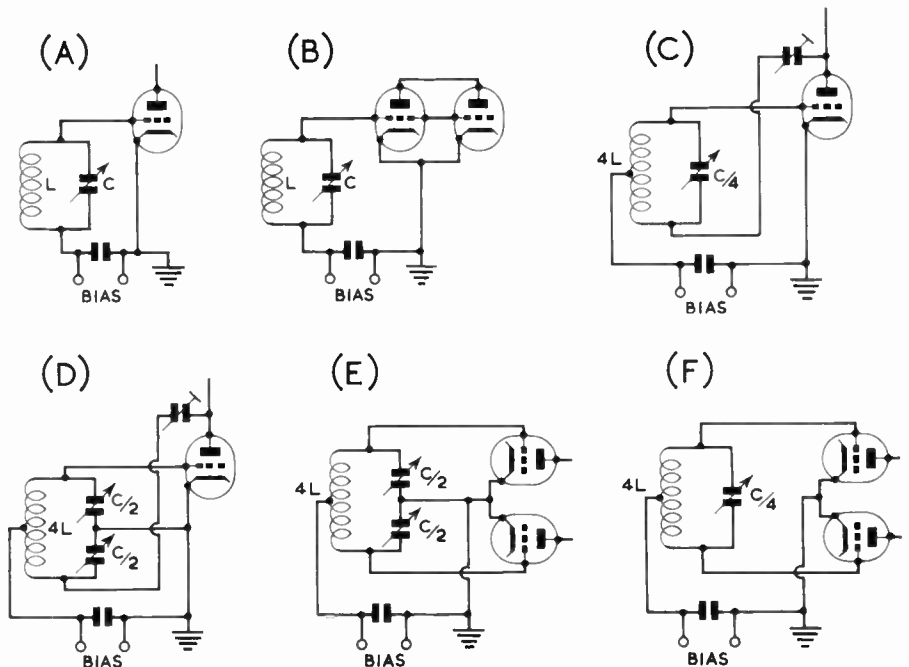 (A)
L
C
BIAS
(B)
L
C
BIAS
(C)
4L
C/4
BIAS
(D)
4L
C/2
C/2
BIAS
(E)
4L
C/2
C/2
BIAS
(F)
4L
C/4
BIAS